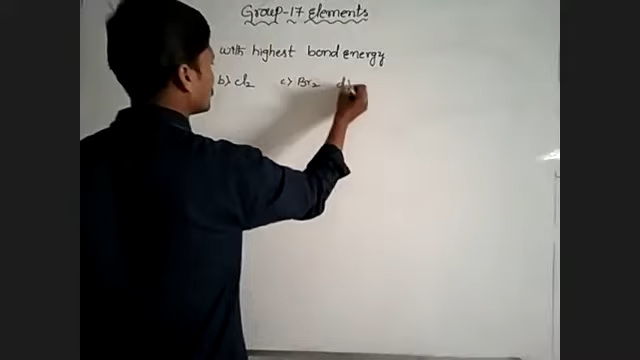 Group-17 Elements
with highest bond energy
b) Cl₂ c) Br₂ d)